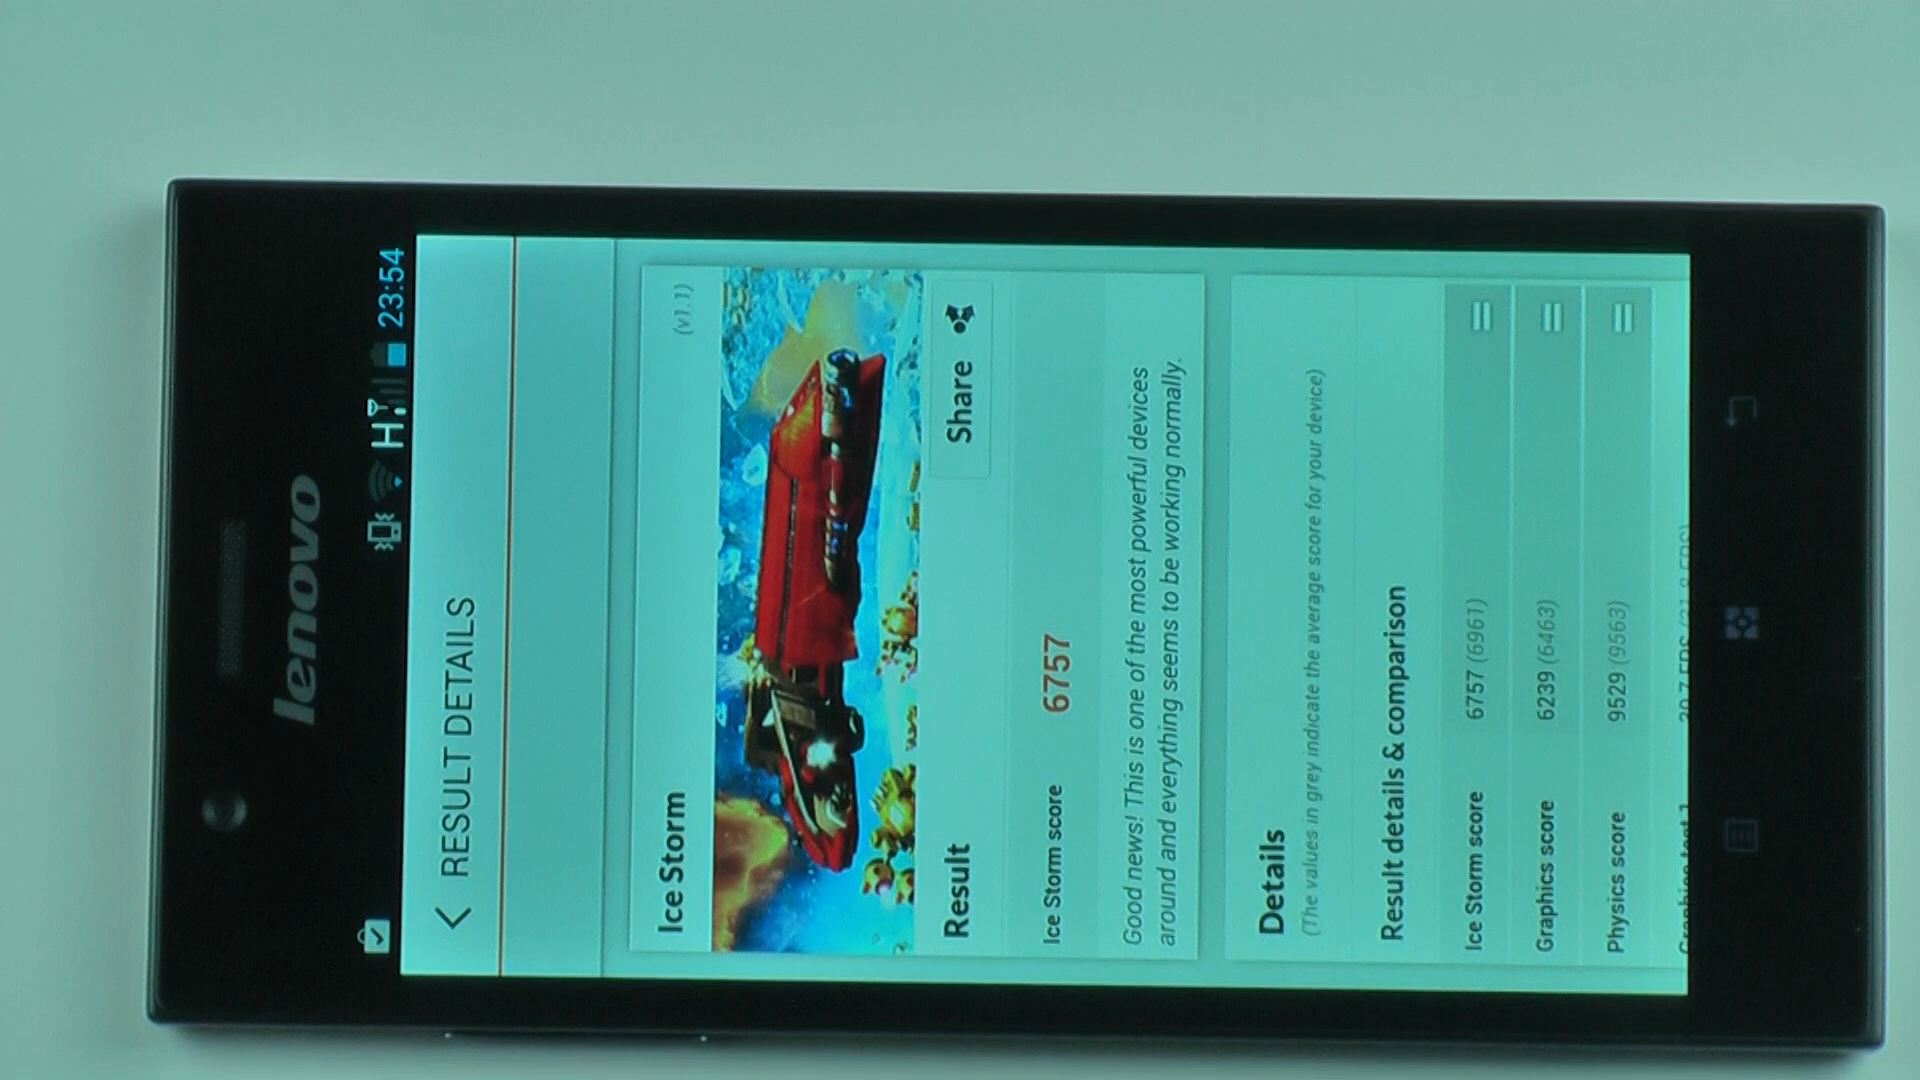 lenovo
H 23:54
RESULT DETAILS
Ice Storm (v1.1)
Result Share
Ice Storm score 6757
Good news! This is one of the most powerful devices
around and everything seems to be working normally.
Details
(The values in grey indicate the average score for your device)
Result details & comparison
Ice Storm score 6757 (6961)
Graphics score 6239 (6463)
Physics score 9529 (9563)